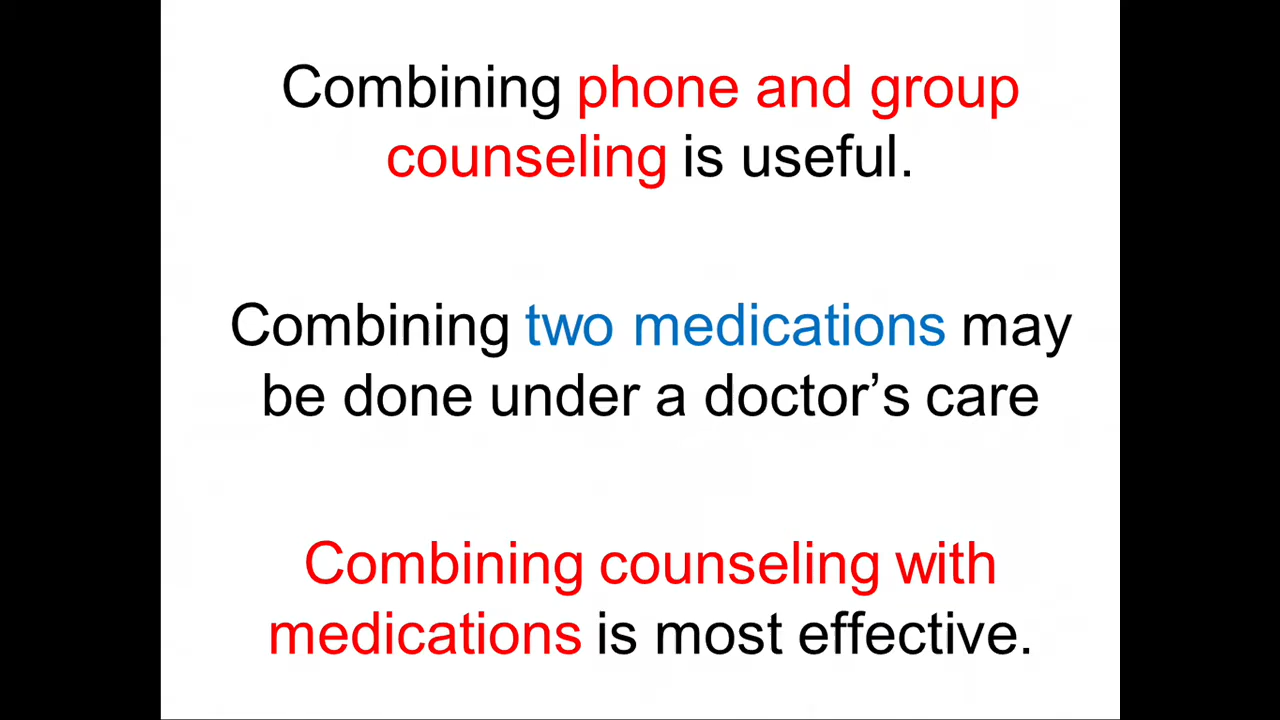 Combining phone and group
counseling is useful.
Combining two medications may
be done under a doctor’s care
Combining counseling with
medications is most effective.